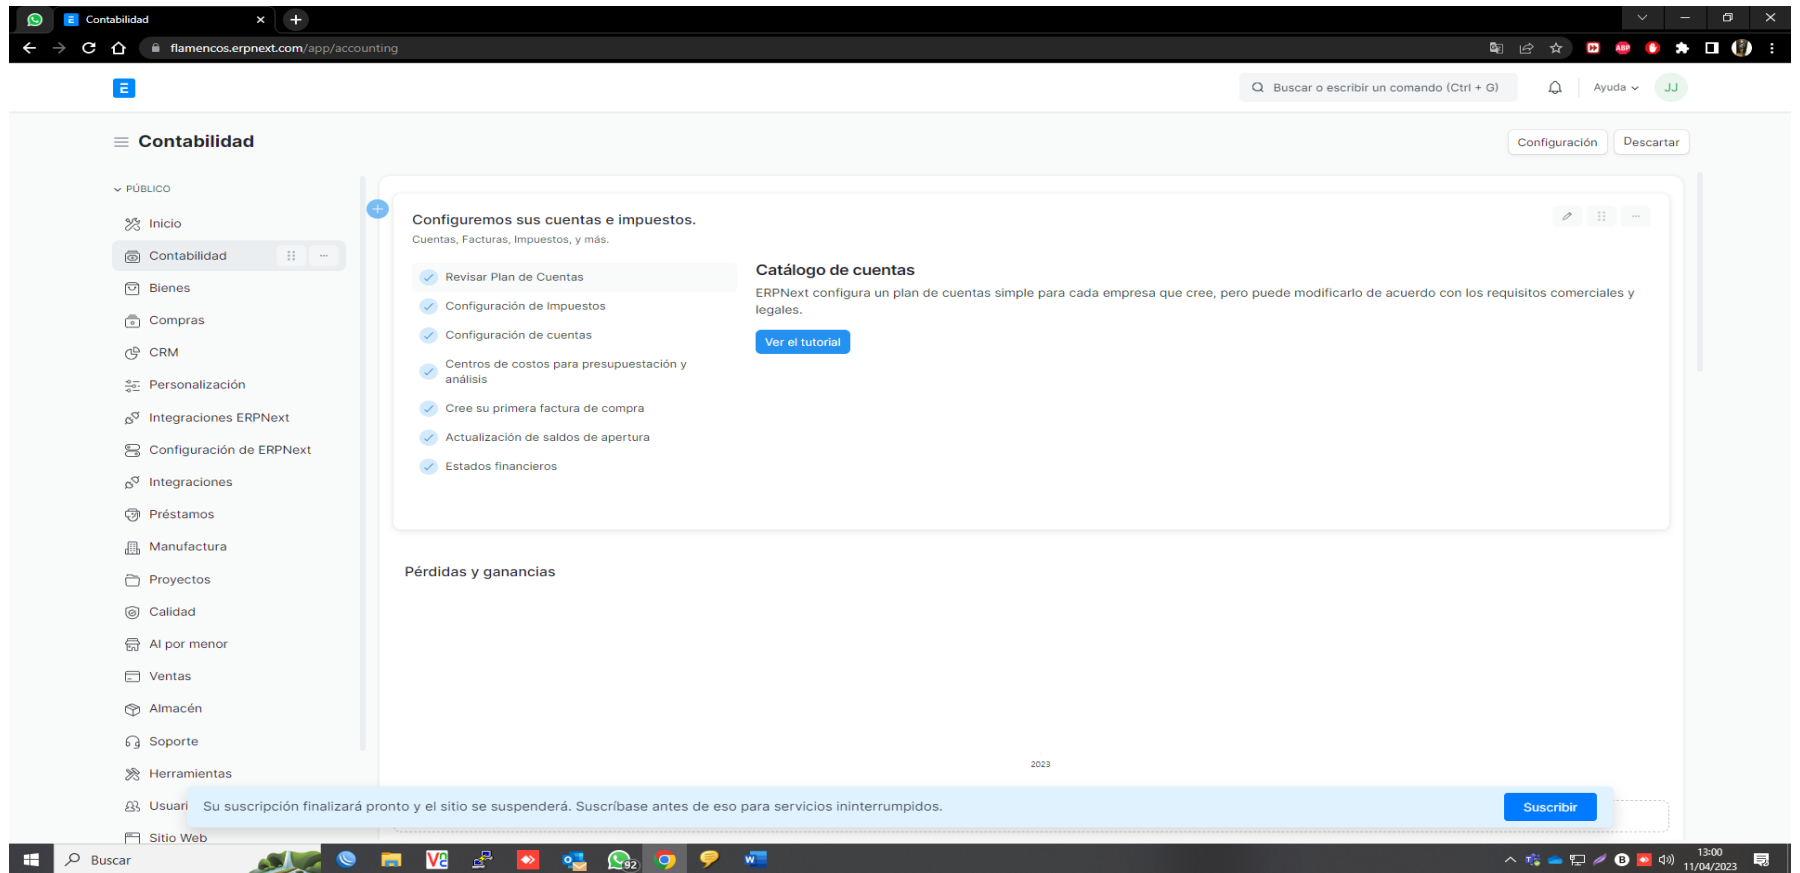 Contabilidad
flamencos.erpnext.com/app/accounting
ABP
E
Buscar o escribir un comando (Ctrl + G)
Ayuda
JJ
Contabilidad
Configuración
Descartar
PÚBLICO
Inicio
Contabilidad
Bienes
Compras
CRM
Personalización
Integraciones ERPNext
Configuración de ERPNext
Integraciones
Préstamos
Manufactura
Proyectos
Calidad
Al por menor
Ventas
Almacén
Soporte
Herramientas
Usuari
Sitio Web
Configuremos sus cuentas e impuestos.
Cuentas, Facturas, Impuestos, y más.
Revisar Plan de Cuentas
Configuración de Impuestos
Configuración de cuentas
Centros de costos para presupuestación y
análisis
Cree su primera factura de compra
Actualización de saldos de apertura
Estados financieros
Catálogo de cuentas
ERPNext configura un plan de cuentas simple para cada empresa que cree, pero puede modificarlo de acuerdo con los requisitos comerciales y
legales.
Ver el tutorial
Pérdidas y ganancias
2023
Su suscripción finalizará pronto y el sitio se suspenderá. Suscríbase antes de eso para servicios ininterrumpidos.
Suscribir
Buscar
92
13:00
11/04/2023